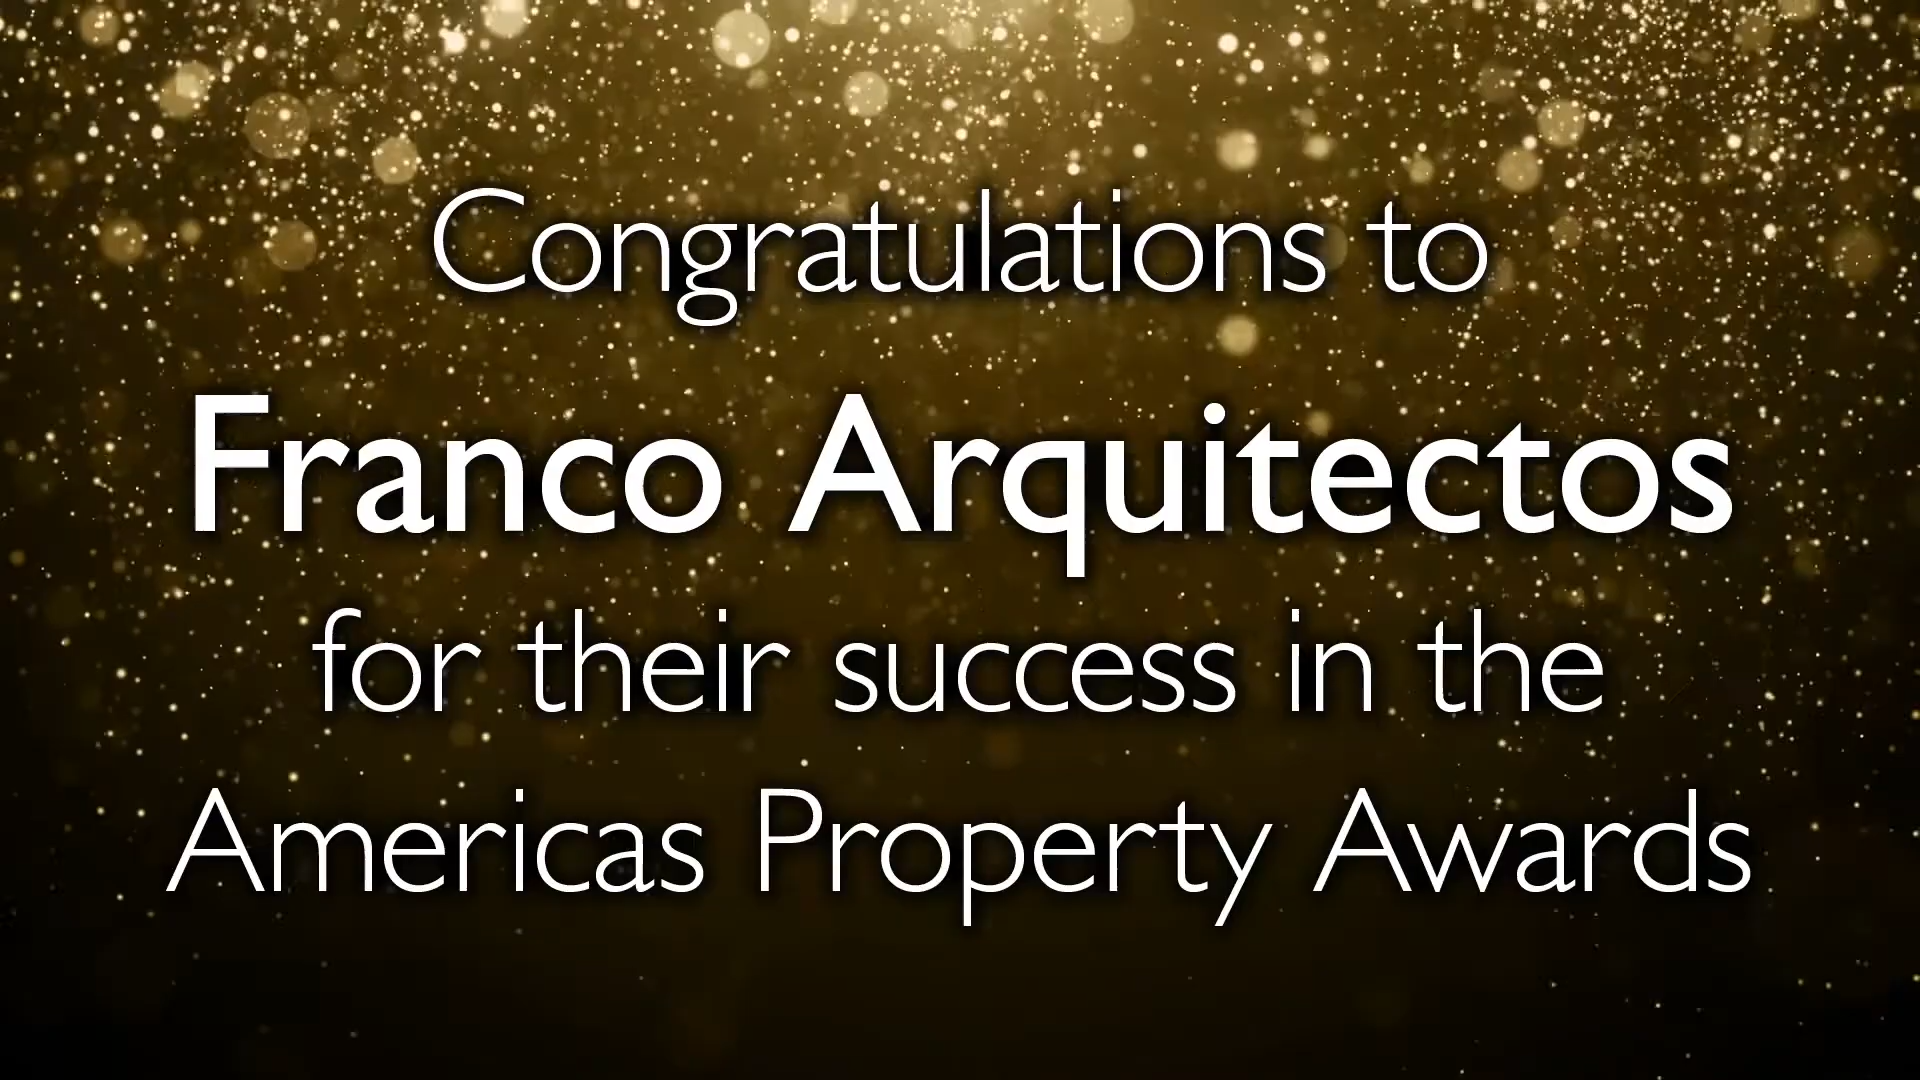 Congratulations to
Franco Arquitectos
for their success in the
Americas Property Awards